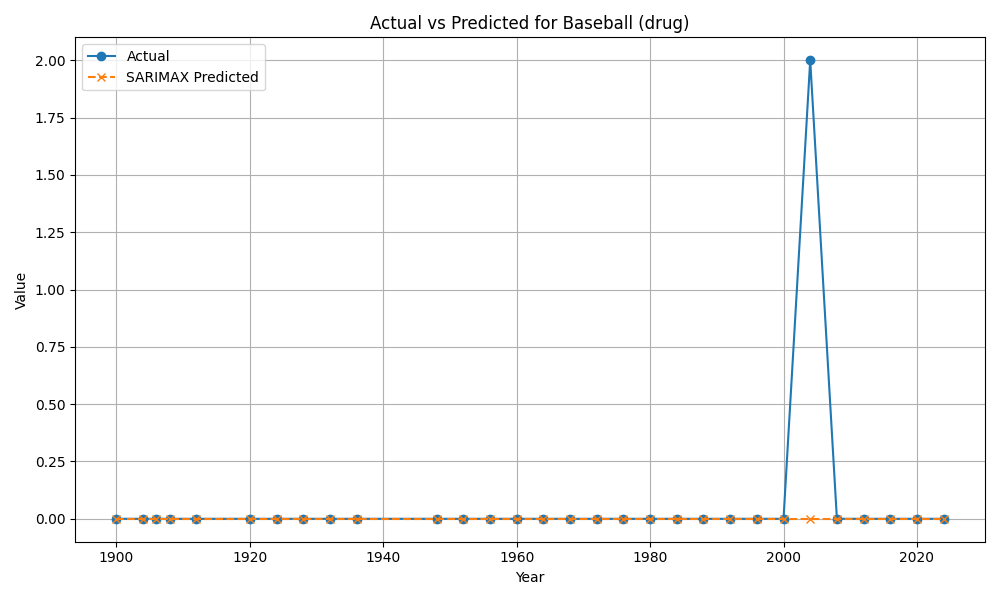 Actual vs Predicted for Baseball (drug)
Actual
SARIMAX Predicted
2.00
1.75
1.50
1.25
1.00
0.75
0.50
0.25
0.00
Value
1900 1920 1940 1960 1980 2000 2020
Year